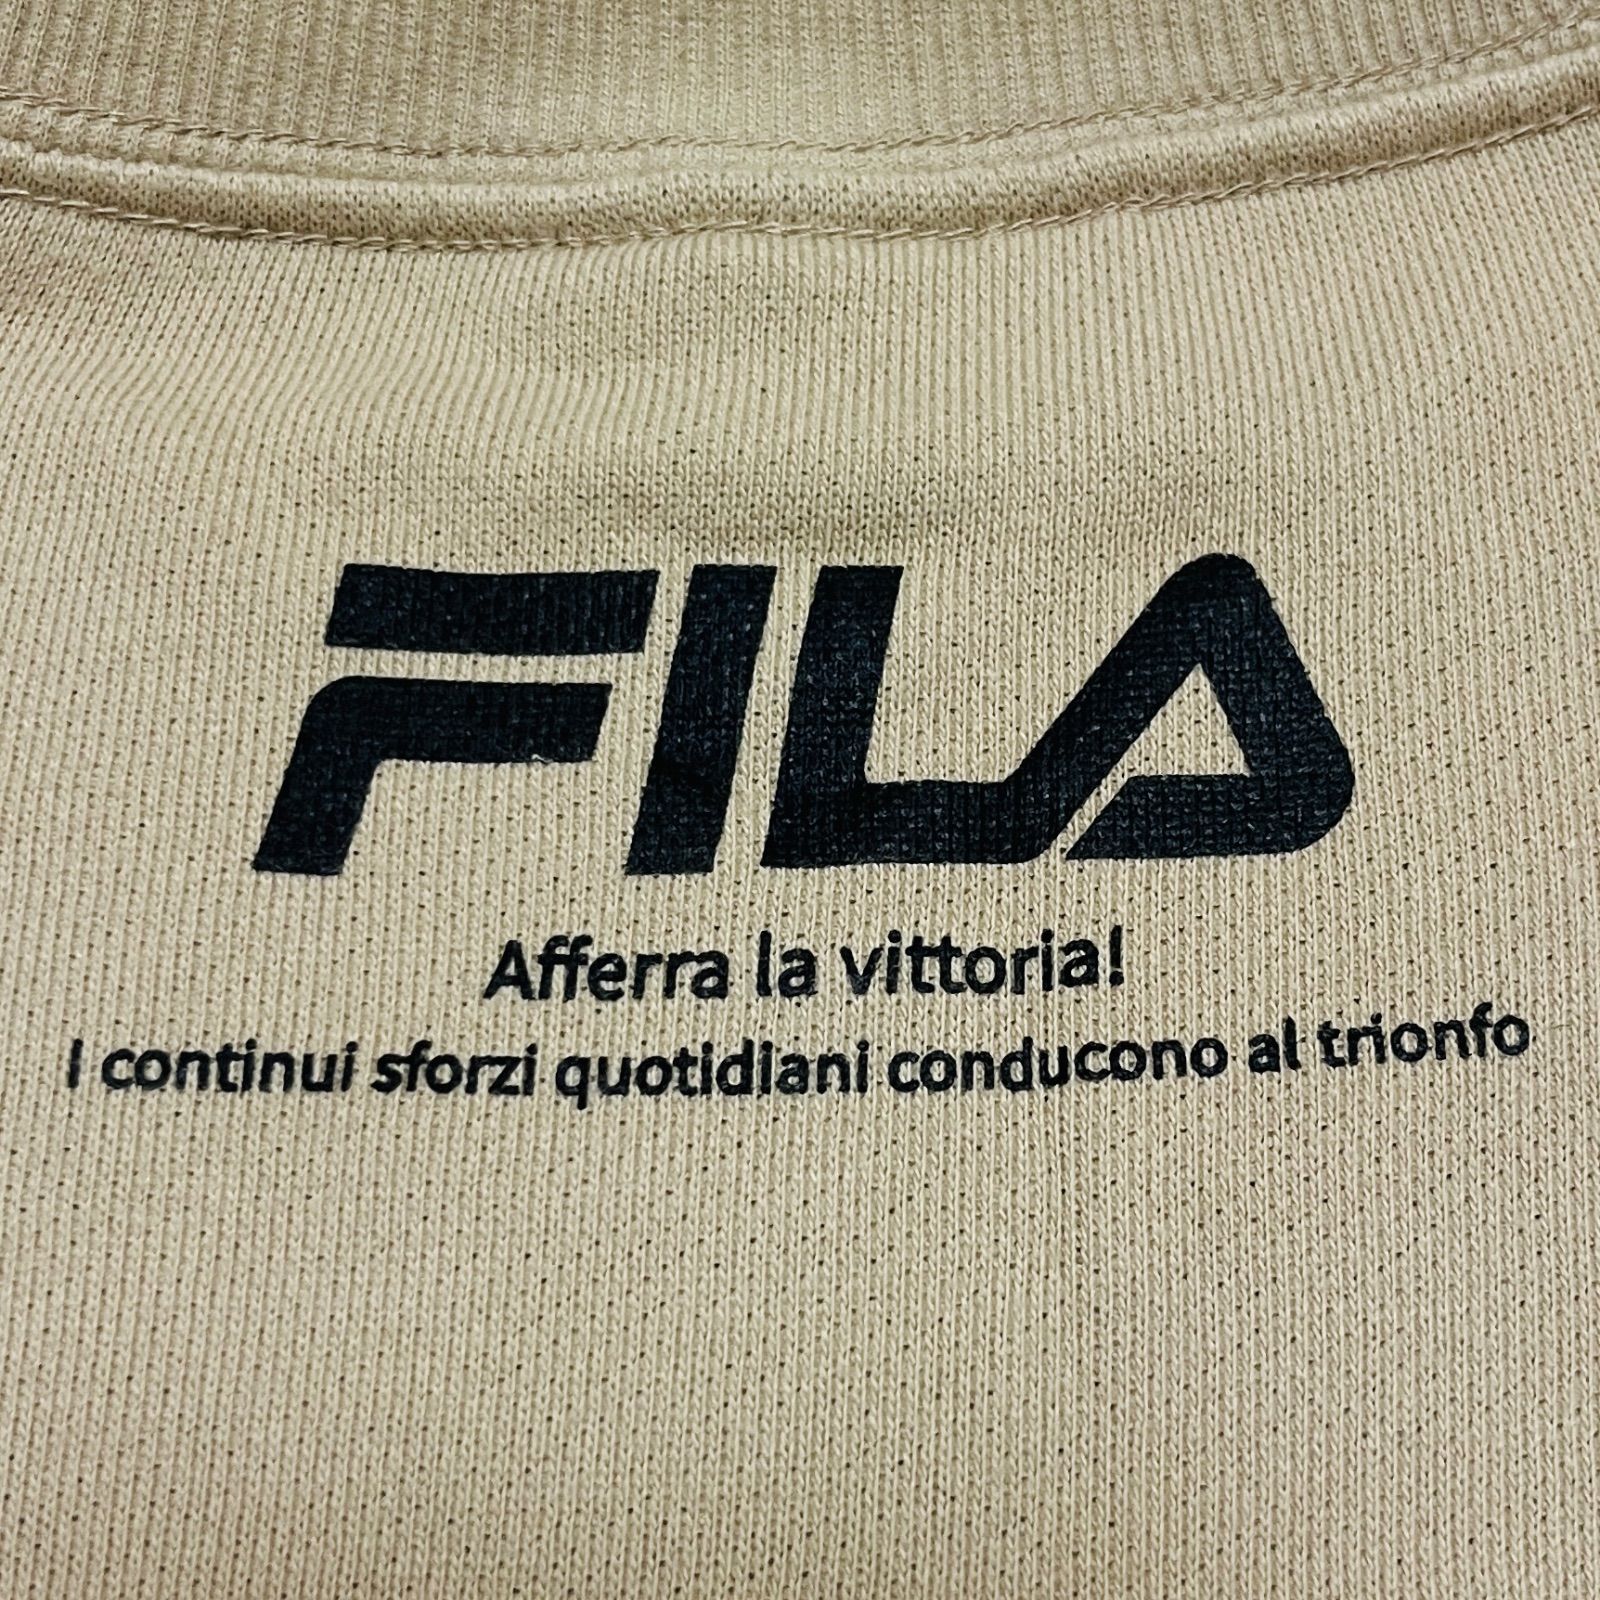 FILA
Afferra la vittoria!
I continui sforzi quotidiani conducono al trionfo